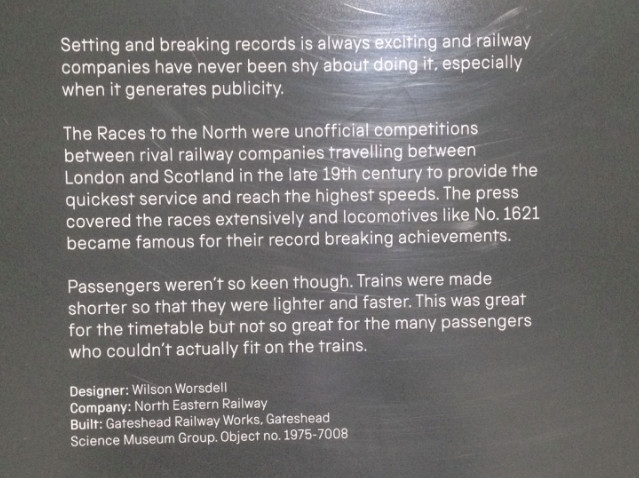 Setting and breaking records is always exciting and railway
companies have never been shy about doing it, especially
when it generates publicity.
The Races to the North were unofficial competitions
between rival railway companies travelling between
London and Scotland in the late 19th century to provide the
quickest service and reach the highest speeds. The press
covered the races extensively and locomotives like No. 1621
became famous for their record breaking achievements.
Passengers weren't so keen though. Trains were made
shorter so that they were lighter and faster. This was great
for the timetable but not so great for the many passengers
who couldn't actually fit on the trains.
Designer: Wilson Worsdell
Company: North Eastern Railway
Built: Gateshead Railway Works, Gateshead
Science Museum Group. Object no. 1975-7008